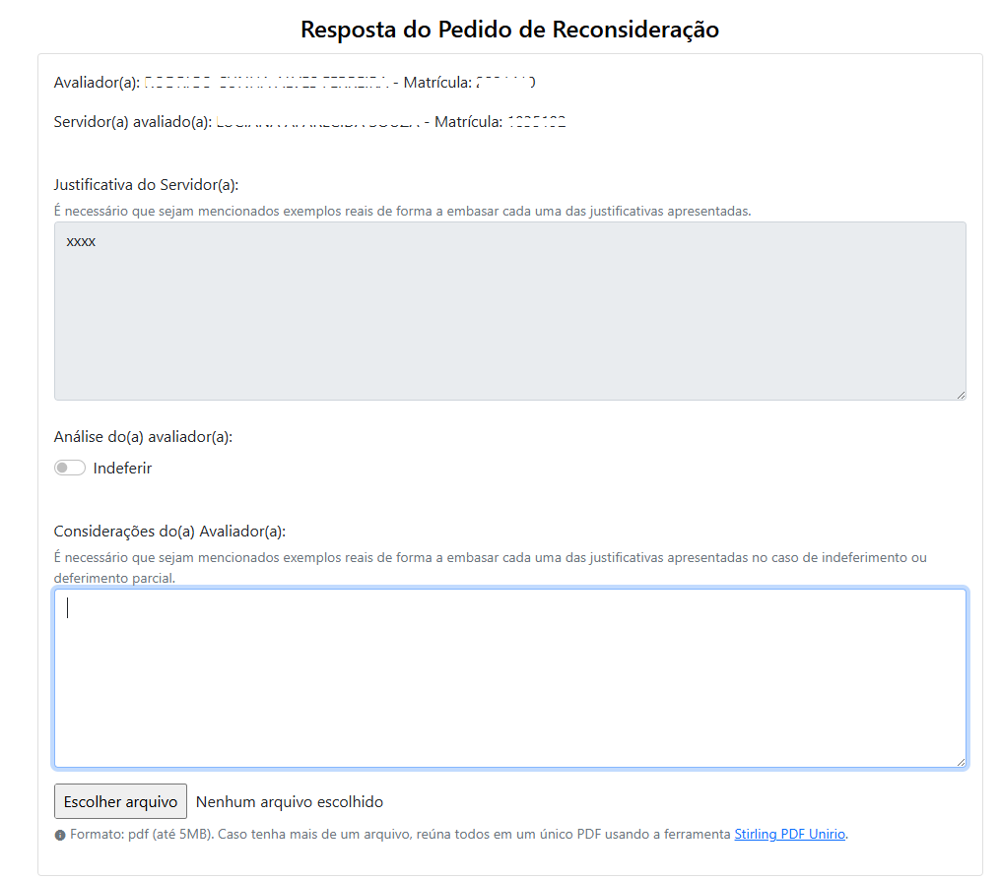 Resposta do Pedido de Reconsideração
Avaliador(a): - Matrícula:
Servidor(a) avaliado(a): - Matrícula:
Justificativa do Servidor(a):
É necessário que sejam mencionados exemplos reais de forma a embasar cada uma das justificativas apresentadas.
xxxx
Análise do(a) avaliador(a):
Indeferir
Considerações do(a) Avaliador(a):
É necessário que sejam mencionados exemplos reais de forma a embasar cada uma das justificativas apresentadas no caso de indeferimento ou
deferimento parcial.
Escolher arquivo Nenhum arquivo escolhido
Formato: pdf (até 5MB). Caso tenha mais de um arquivo, reúna todos em um único PDF usando a ferramenta Stirling PDF Unirio.